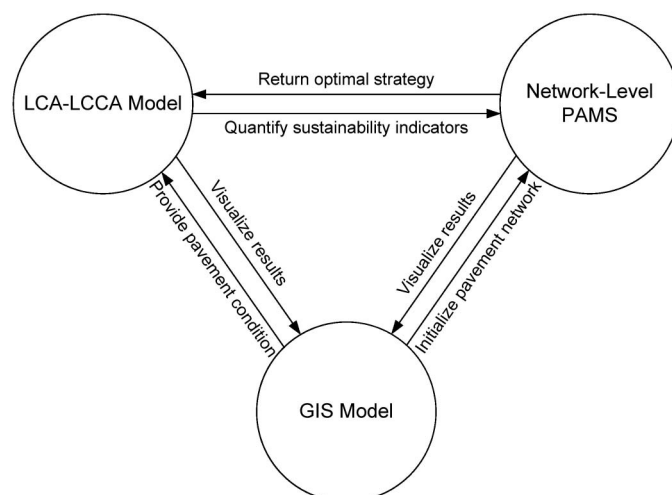 LCA-LCCA Model
Return optimal strategy
Quantify sustainability indicators
Network-Level
PAMS
Provide pavement condition
Visualize results
Visualize results
Initialize pavement network
GIS Model